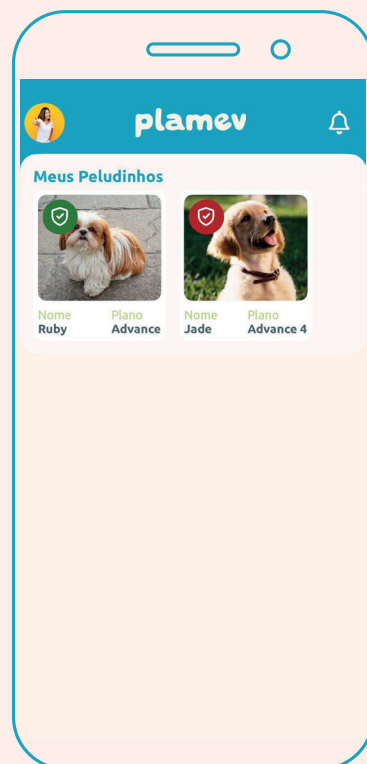 plamev
Meus Peludinhos
Nome Plano
Ruby Advance
Nome Plano
Jade Advance 4